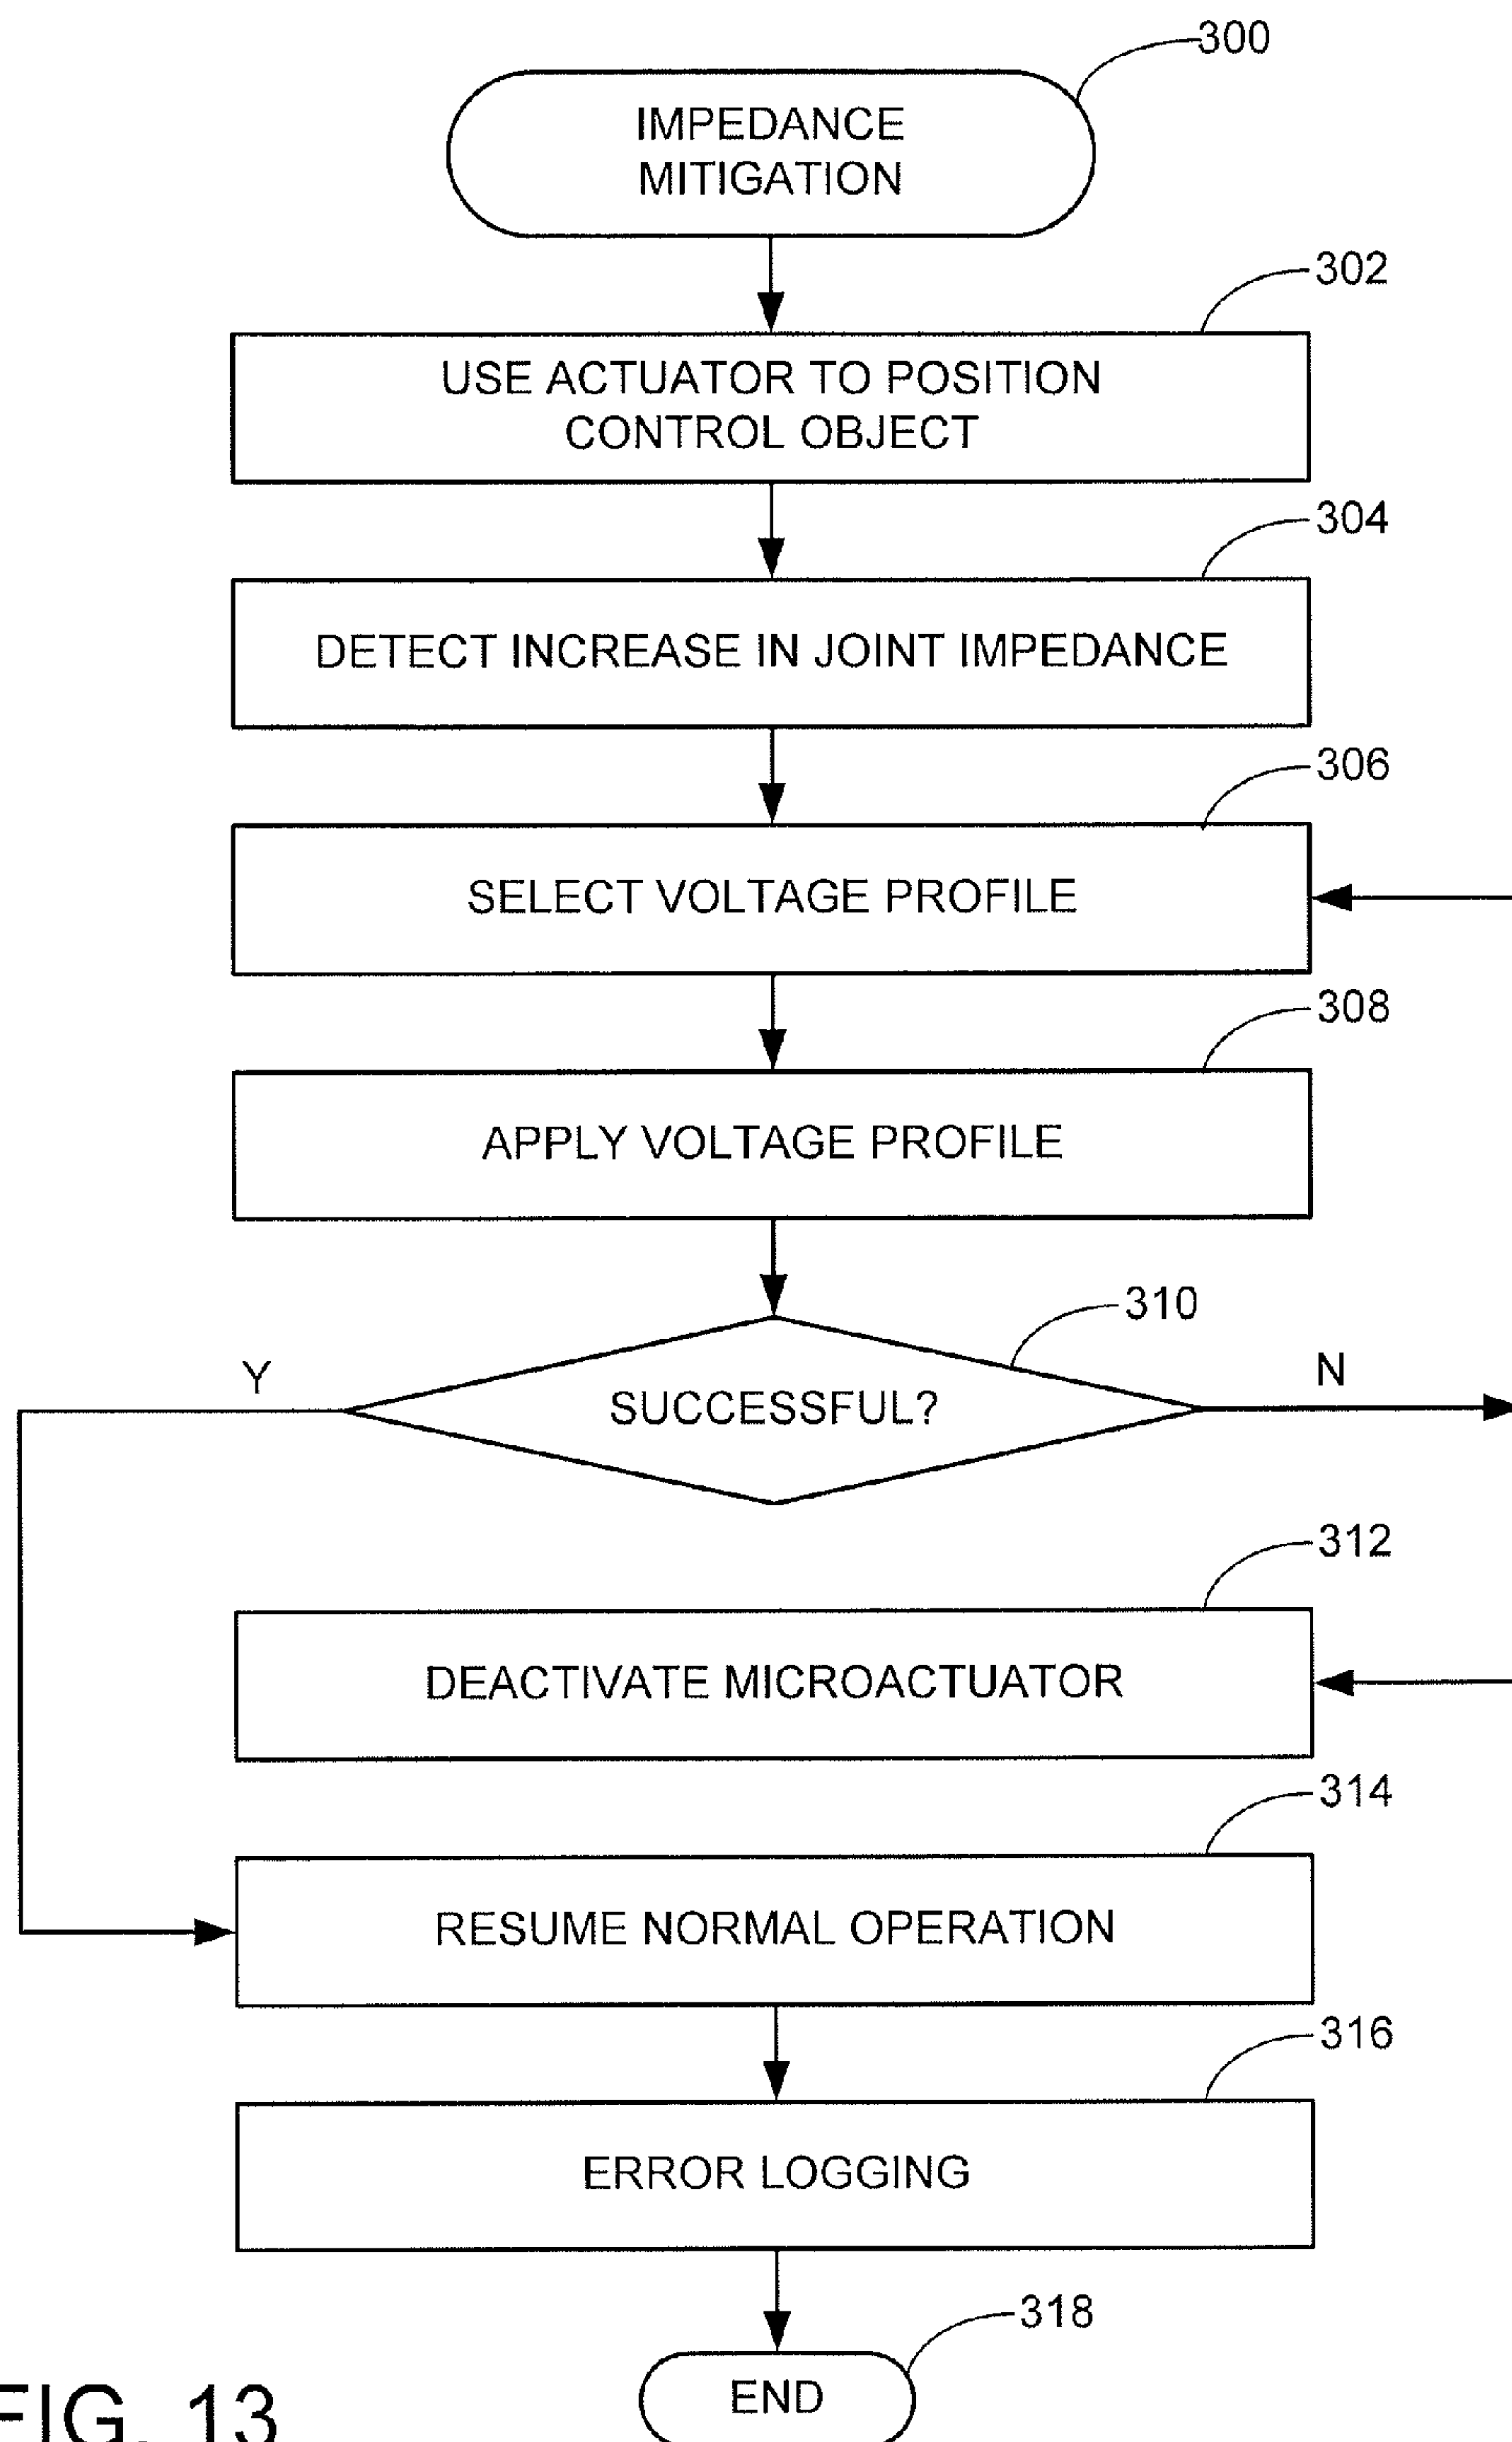 300
IMPEDANCE
MITIGATION
302
USE ACTUATOR TO POSITION
CONTROL OBJECT
304
DETECT INCREASE IN JOINT IMPEDANCE
306
SELECT VOLTAGE PROFILE
308
APPLY VOLTAGE PROFILE
310
Y
N
SUCCESSFUL?
312
DEACTIVATE MICROACTUATOR
314
RESUME NORMAL OPERATION
316
ERROR LOGGING
318
END
FIG. 13